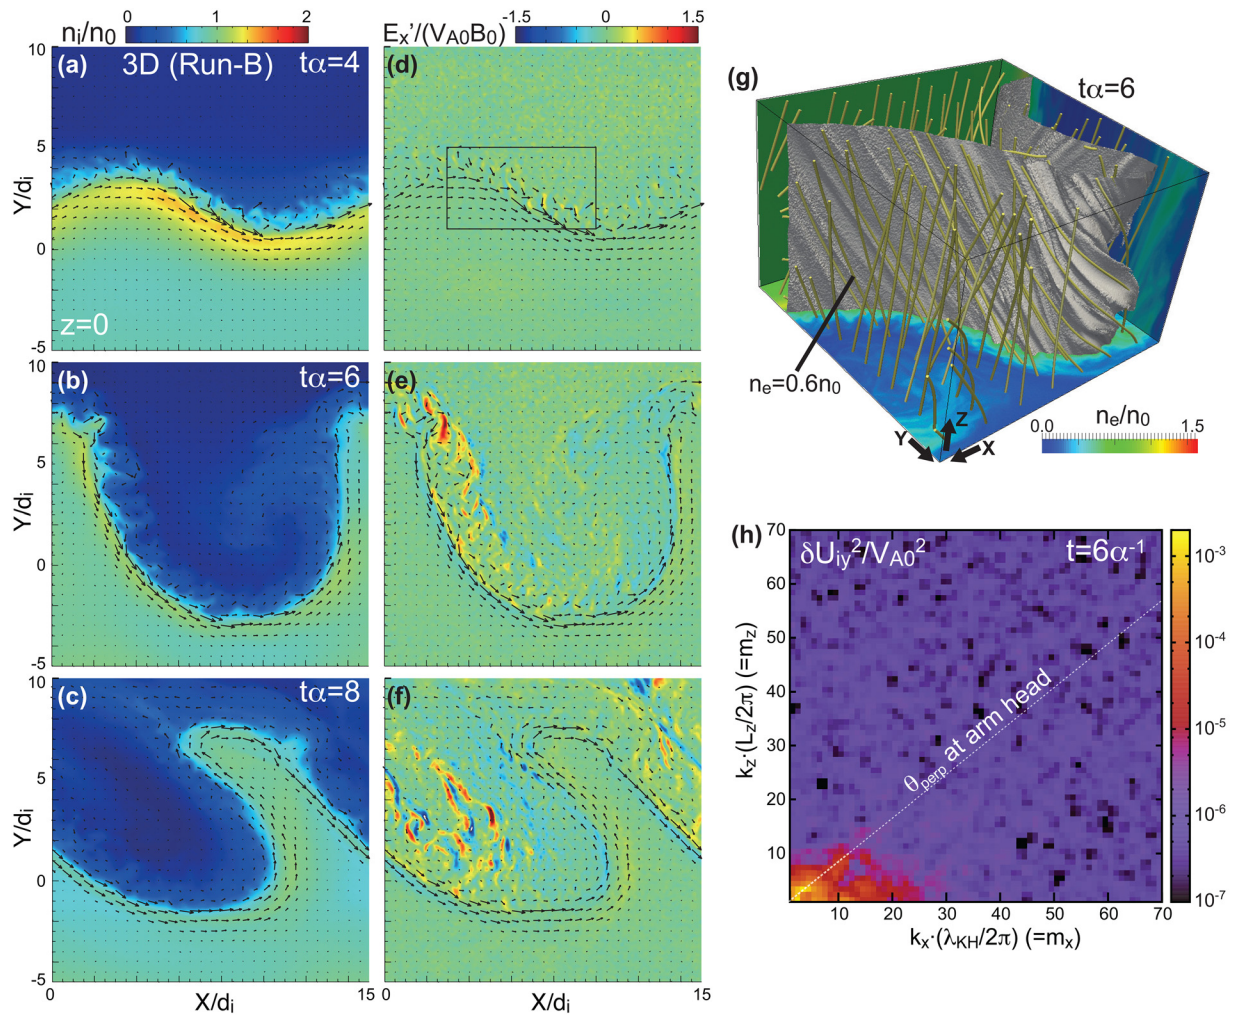 nᵢ/n₀ 0 1 2
Eₓ’/(V_A0B₀) -1.5 0 1.5
(a) 3D (Run-B) tα=4
z=0
10
5
0
-5
Y/dᵢ
(d)
(g)
tα=6
nₑ=0.6n₀
Z
Y
X
nₑ/n₀
0.0 1.5
(b) tα=6
10
5
0
-5
Y/dᵢ
(e)
(c) tα=8
10
5
0
-5
Y/dᵢ
0 15
X/dᵢ
(f)
0 15
X/dᵢ
(h) δU_iy²/V_A0² t=6α⁻¹
θ_perp at arm head
70
60
50
40
30
20
10
k_z·(L_z/2π) (=m_z)
10 20 30 40 50 60 70
kₓ·(λ_KH/2π) (=mₓ)
10⁻³
10⁻⁴
10⁻⁵
10⁻⁶
10⁻⁷